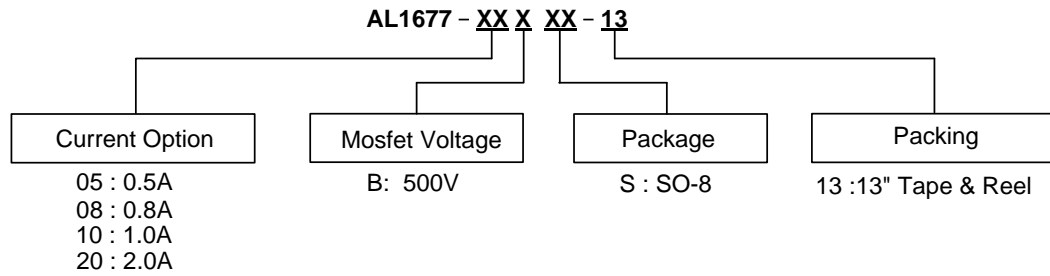 AL1677 – XX X XX – 13
Current Option
05 : 0.5A
08 : 0.8A
10 : 1.0A
20 : 2.0A
Mosfet Voltage
B: 500V
Package
S : SO-8
Packing
13 :13" Tape & Reel